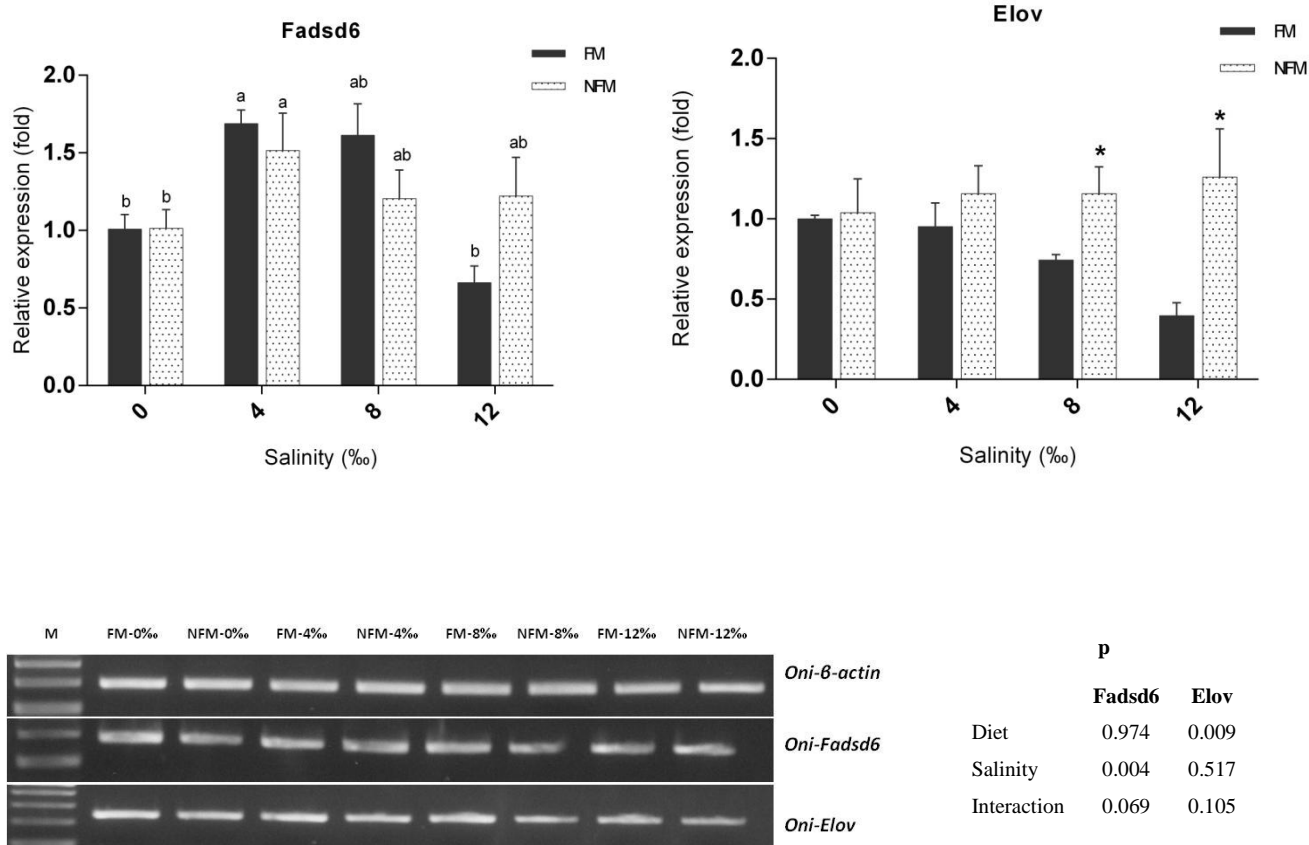 Fadsd6
FM
NFM
Relative expression (fold)
2.0
1.5
1.0
0.5
0.0
b b a a ab ab b ab
0 4 8 12
Salinity (‰)
Elov
FM
NFM
Relative expression (fold)
2.0
1.5
1.0
0.5
0.0
* *
0 4 8 12
Salinity (‰)
M FM-0‰ NFM-0‰ FM-4‰ NFM-4‰ FM-8‰ NFM-8‰ FM-12‰ NFM-12‰
Oni-β-actin
Oni-Fadsd6
Oni-Elov
p
Fadsd6 Elov
Diet 0.974 0.009
Salinity 0.004 0.517
Interaction 0.069 0.105